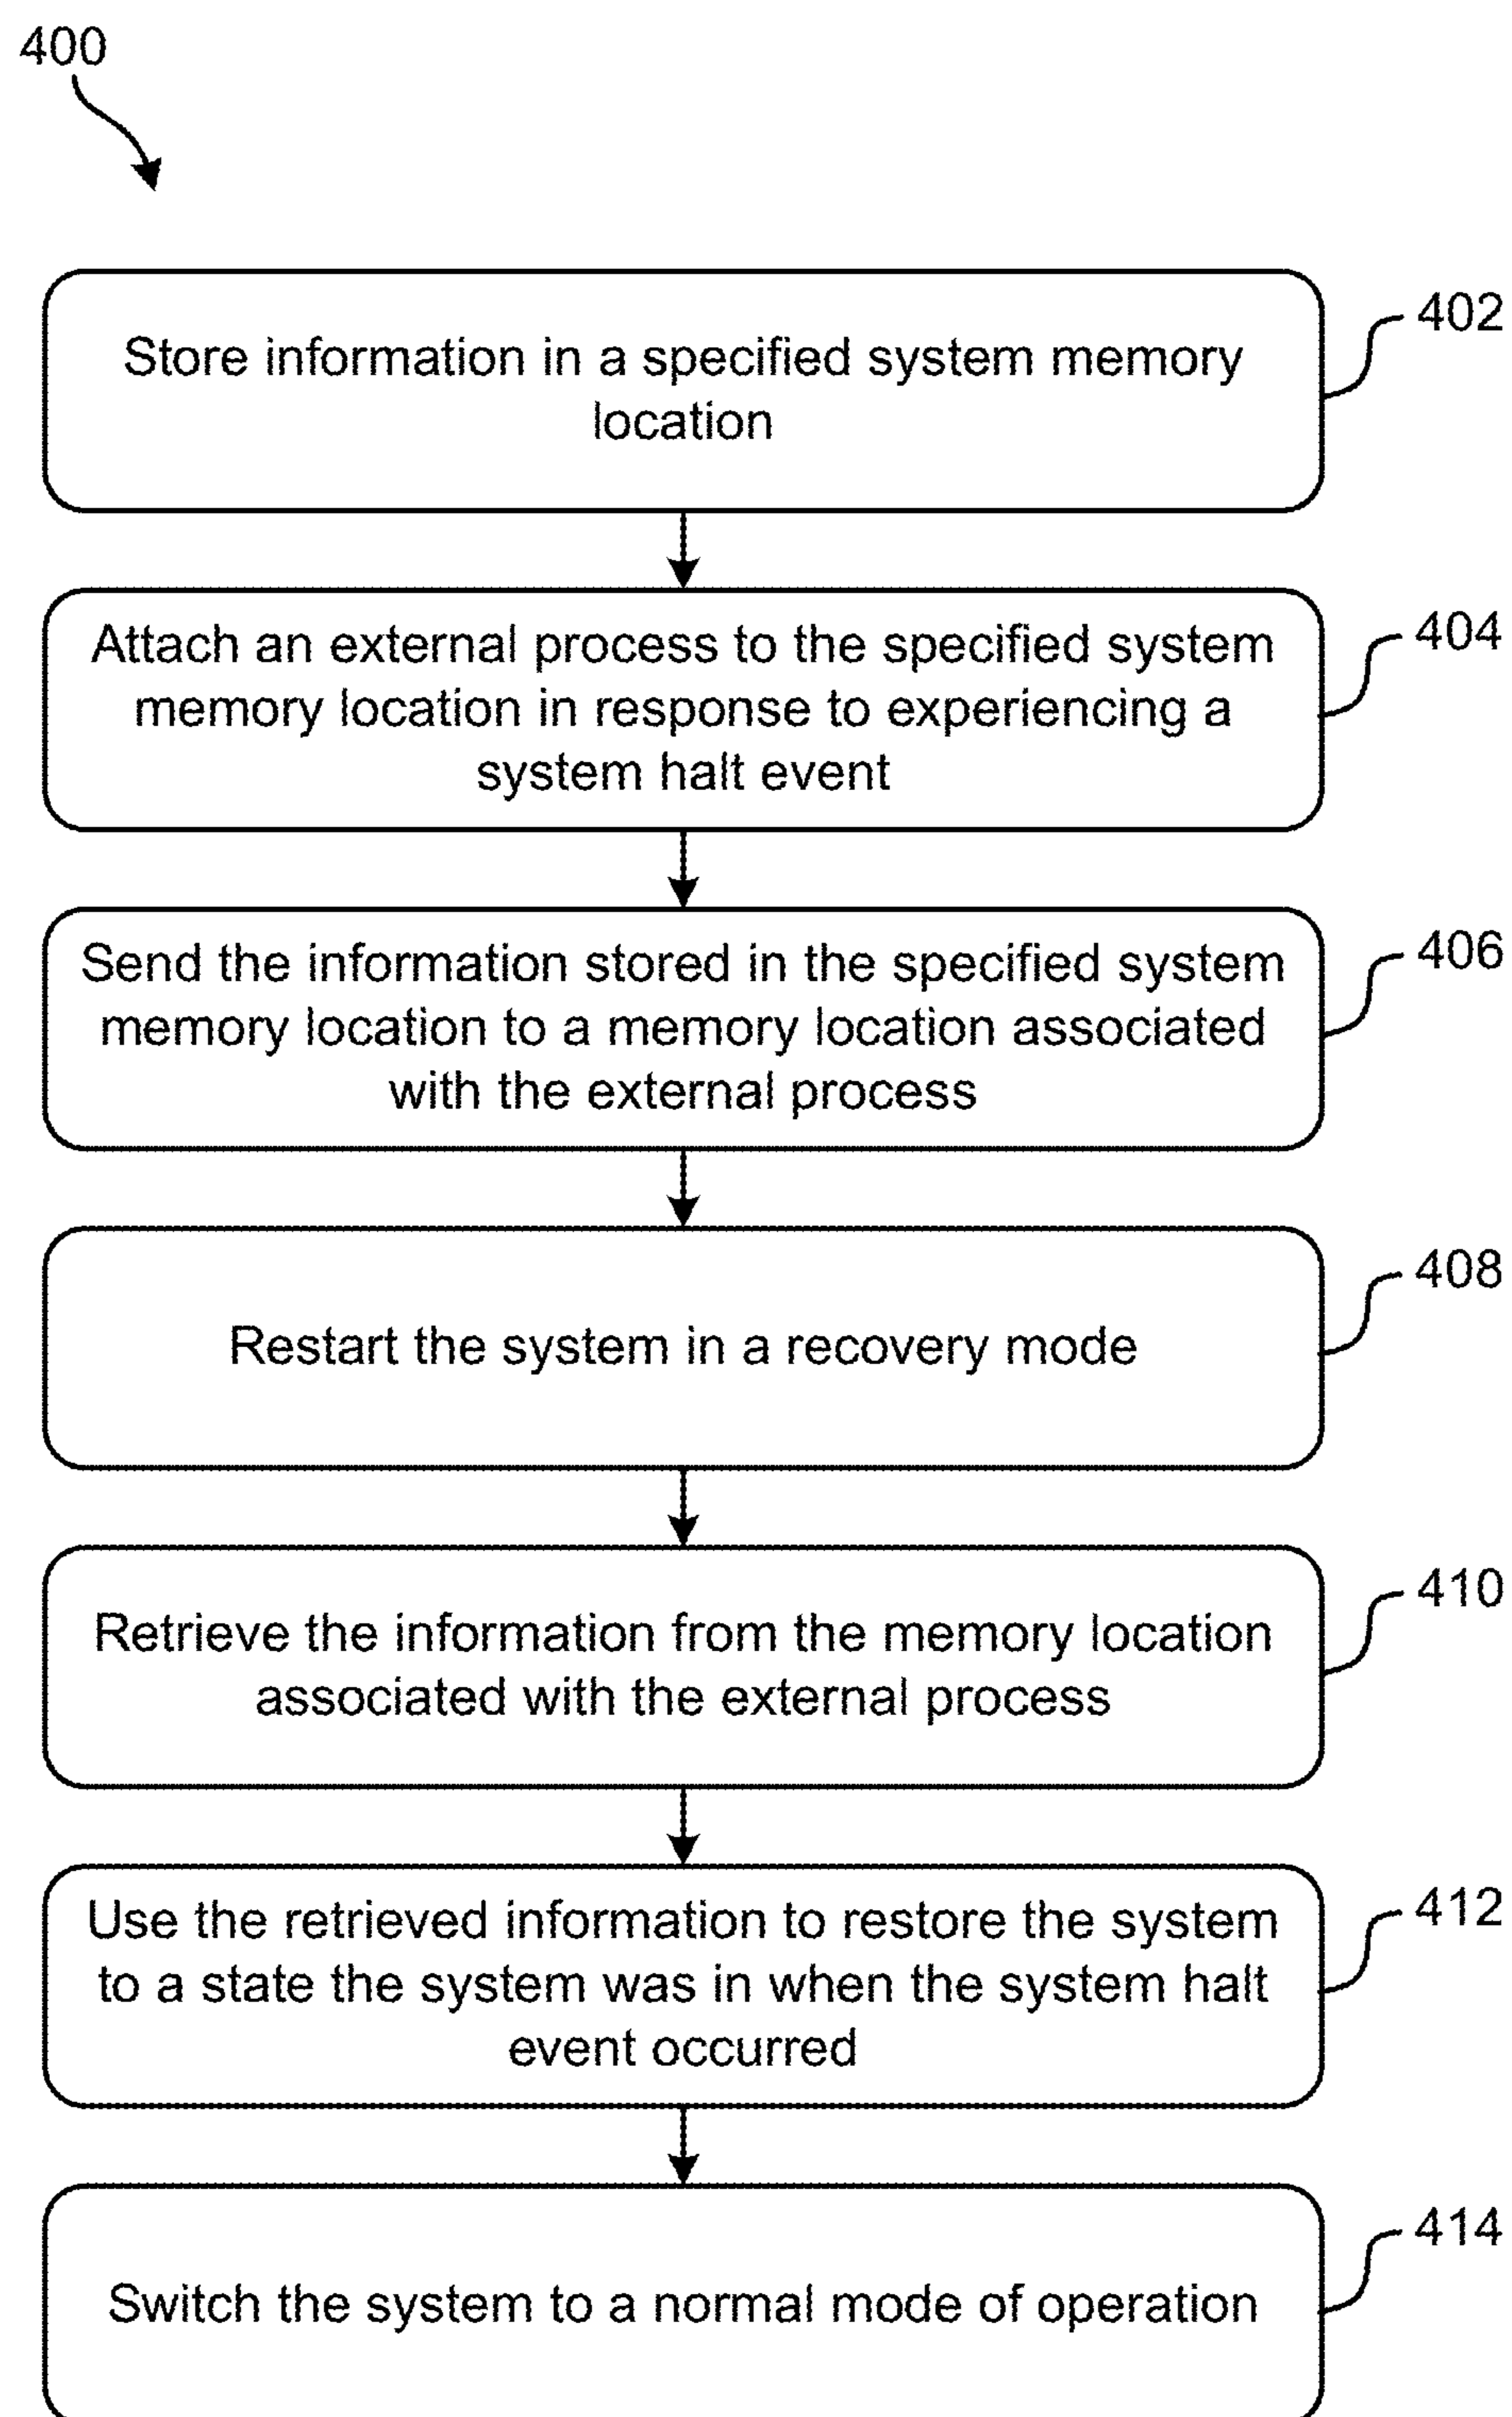 400
Store information in a specified system memory
location
402
Attach an external process to the specified system
memory location in response to experiencing a
system halt event
404
Send the information stored in the specified system
memory location to a memory location associated
with the external process
406
Restart the system in a recovery mode
408
Retrieve the information from the memory location
associated with the external process
410
Use the retrieved information to restore the system
to a state the system was in when the system halt
event occurred
412
Switch the system to a normal mode of operation
414